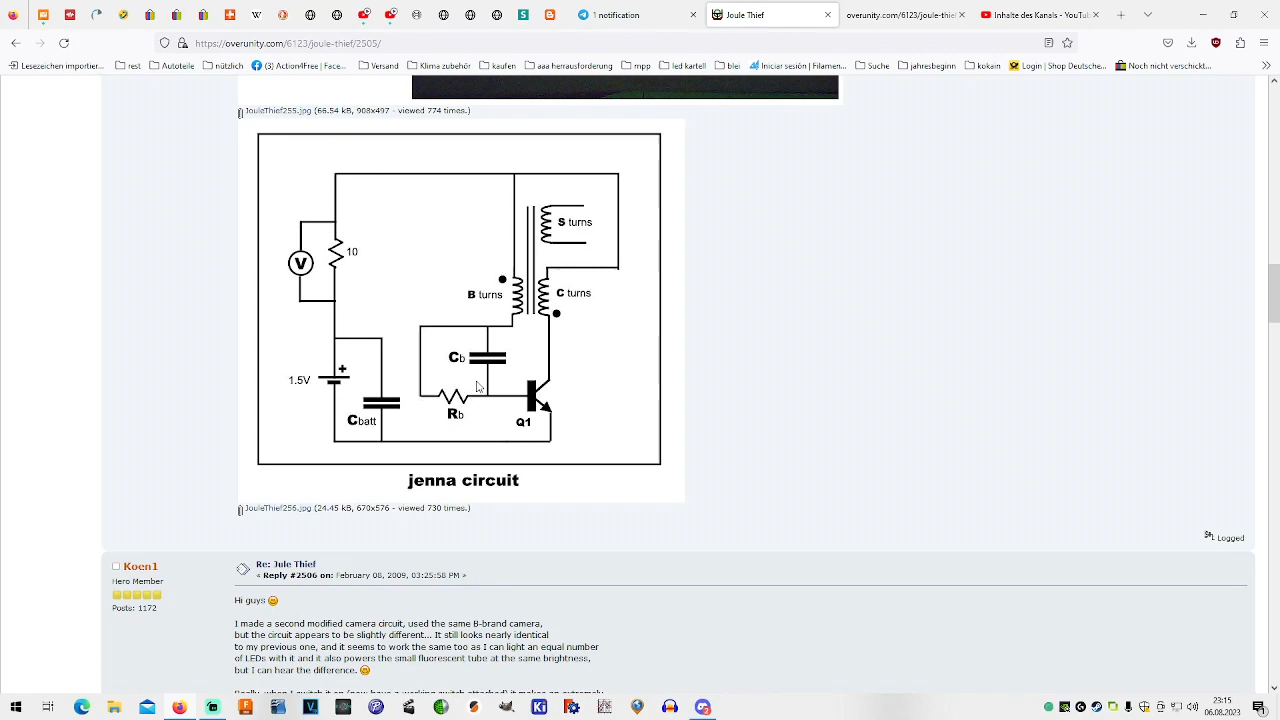 1 notification
Joule Thief
overunity.com/6123/joule-thie
Inhalte des Kanals - You
https://overunity.com/6123/joule-thief/2505/
Lesezeichen importier...
rest
Autoteile
nützlich
(3) Action4Free | Face...
Versand
Klima zubehör
kaufen
aaa herrausforderung
mpp
led kartell
blei
Iniciar sesión | Filamen...
Suche
jahresbeginn
kokain
Login | Shop Deutsche...
Noch nicht verschickt...
JouleThief255.jpg (66.54 kB, 908x497 - viewed 774 times.)
S turns
V
10
B turns
C turns
Cb
+
1.5V
Rb
Cbatt
Q1
jenna circuit
JouleThief256.jpg (24.45 kB, 670x576 - viewed 730 times.)
Logged
Koen1
Hero Member
Posts: 1172
Re: Jule Thief
« Reply #2506 on: February 08, 2009, 03:25:58 PM »
Hi guys
I made a second modified camera circuit, used the same B-brand camera,
but the circuit appears to be slightly different... It still looks nearly identical
to my previous one, and it seems to work the same too as I can light an equal number
of LEDs with it and it also powers the small fluorescent tube at the same brightness,
but I can hear the difference.
23:15
06.08.2023